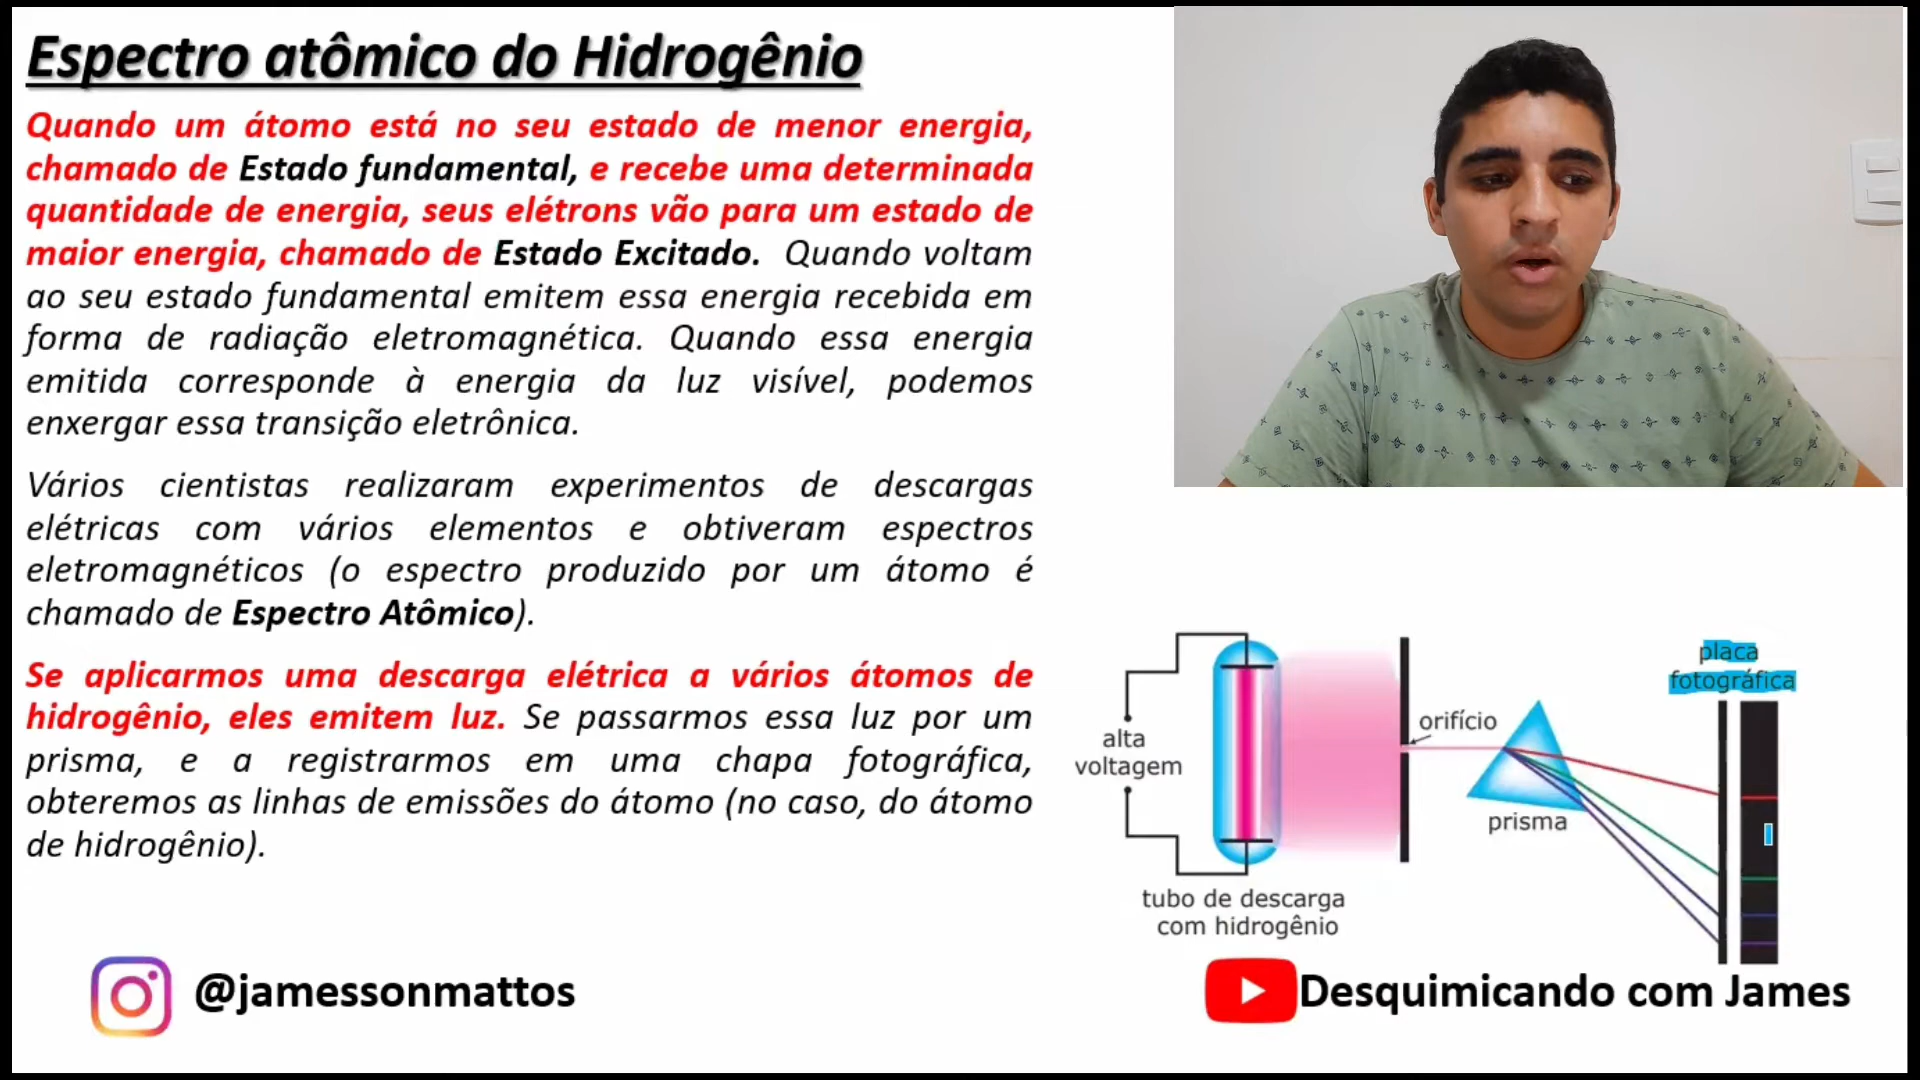 Espectro atômico do Hidrogênio
Quando um átomo está no seu estado de menor energia,
chamado de Estado fundamental, e recebe uma determinada
quantidade de energia, seus elétrons vão para um estado de
maior energia, chamado de Estado Excitado. Quando voltam
ao seu estado fundamental emitem essa energia recebida em
forma de radiação eletromagnética. Quando essa energia
emitida corresponde à energia da luz visível, podemos
enxergar essa transição eletrônica.
Vários cientistas realizaram experimentos de descargas
elétricas com vários elementos e obtiveram espectros
eletromagnéticos (o espectro produzido por um átomo é
chamado de Espectro Atômico).
Se aplicarmos uma descarga elétrica a vários átomos de
hidrogênio, eles emitem luz. Se passarmos essa luz por um
prisma, e a registrarmos em uma chapa fotográfica,
obteremos as linhas de emissões do átomo (no caso, do átomo
de hidrogênio).
alta
voltagem
tubo de descarga
com hidrogênio
orifício
prisma
placa
fotográfica
@jamessonmattos
Desquimicando com James